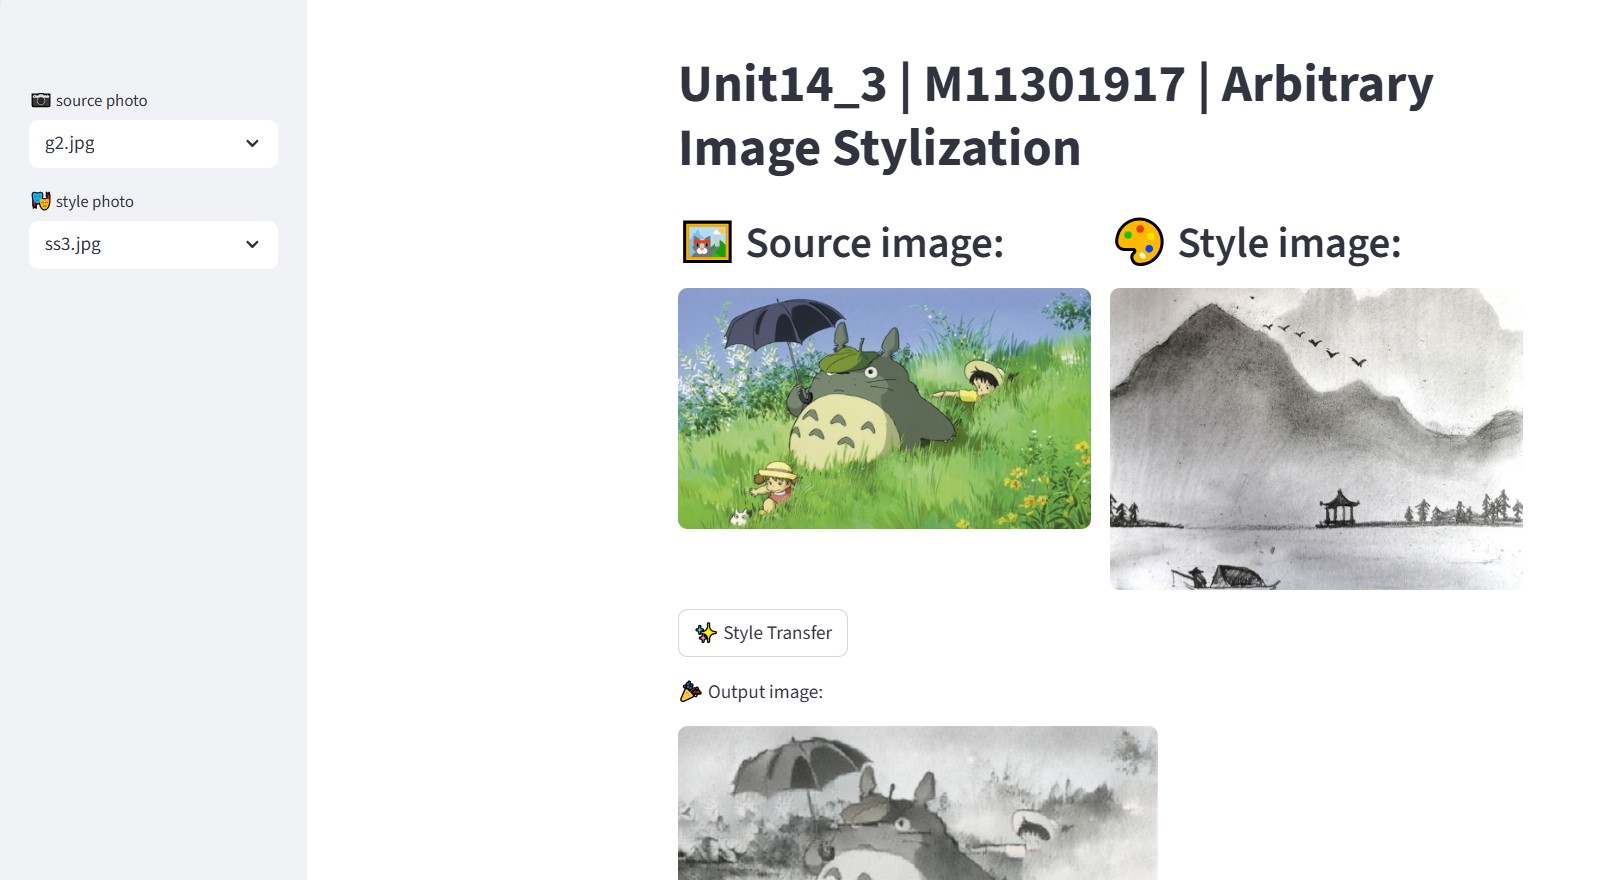 source photo
g2.jpg
style photo
ss3.jpg
Unit14_3 | M11301917 | Arbitrary
Image Stylization
Source image:
Style image:
Style Transfer
Output image: